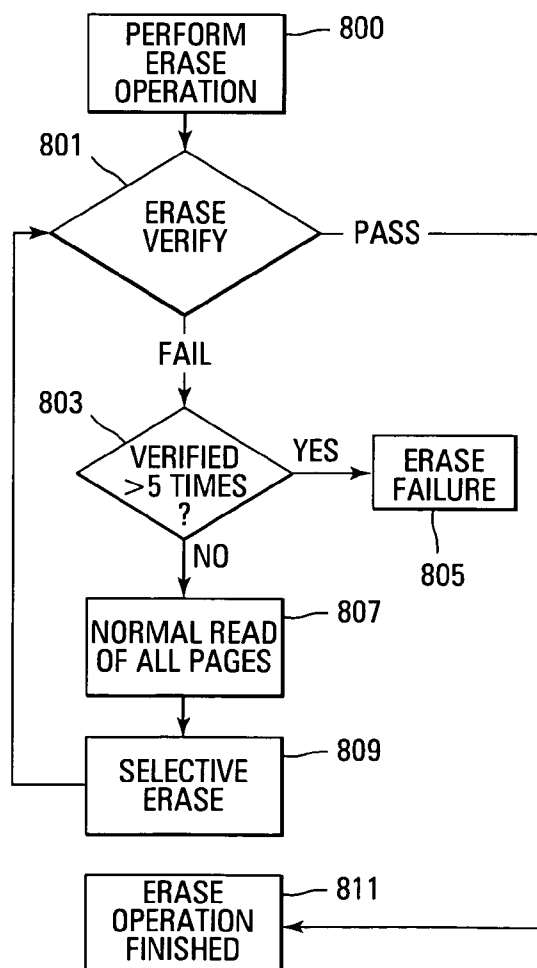 PERFORM
ERASE
OPERATION
800
801
ERASE
VERIFY
PASS
FAIL
803
VERIFIED
>5 TIMES
?
YES
ERASE
FAILURE
805
NO
807
NORMAL READ
OF ALL PAGES
809
SELECTIVE
ERASE
811
ERASE
OPERATION
FINISHED